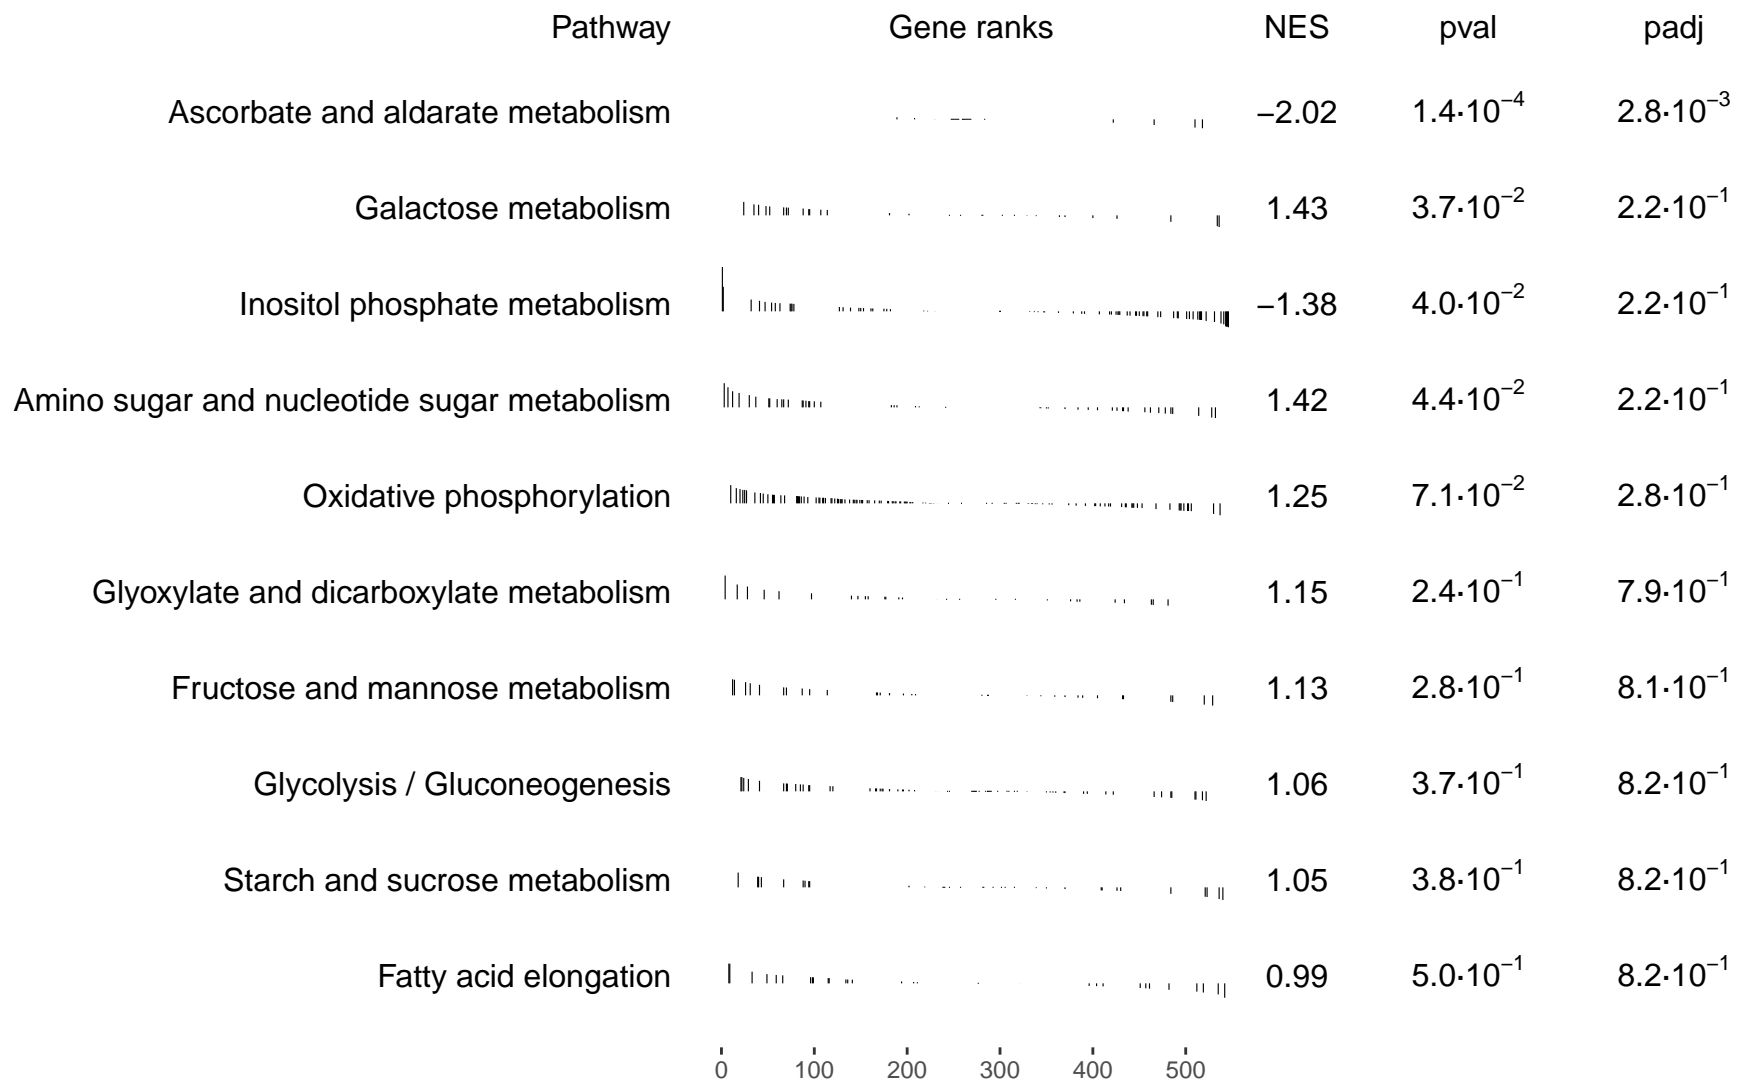 Pathway Gene ranks NES pval padj
Ascorbate and aldarate metabolism −2.02 1.4·10⁻⁴ 2.8·10⁻³
Galactose metabolism 1.43 3.7·10⁻² 2.2·10⁻¹
Inositol phosphate metabolism −1.38 4.0·10⁻² 2.2·10⁻¹
Amino sugar and nucleotide sugar metabolism 1.42 4.4·10⁻² 2.2·10⁻¹
Oxidative phosphorylation 1.25 7.1·10⁻² 2.8·10⁻¹
Glyoxylate and dicarboxylate metabolism 1.15 2.4·10⁻¹ 7.9·10⁻¹
Fructose and mannose metabolism 1.13 2.8·10⁻¹ 8.1·10⁻¹
Glycolysis / Gluconeogenesis 1.06 3.7·10⁻¹ 8.2·10⁻¹
Starch and sucrose metabolism 1.05 3.8·10⁻¹ 8.2·10⁻¹
Fatty acid elongation 0.99 5.0·10⁻¹ 8.2·10⁻¹
0 100 200 300 400 500